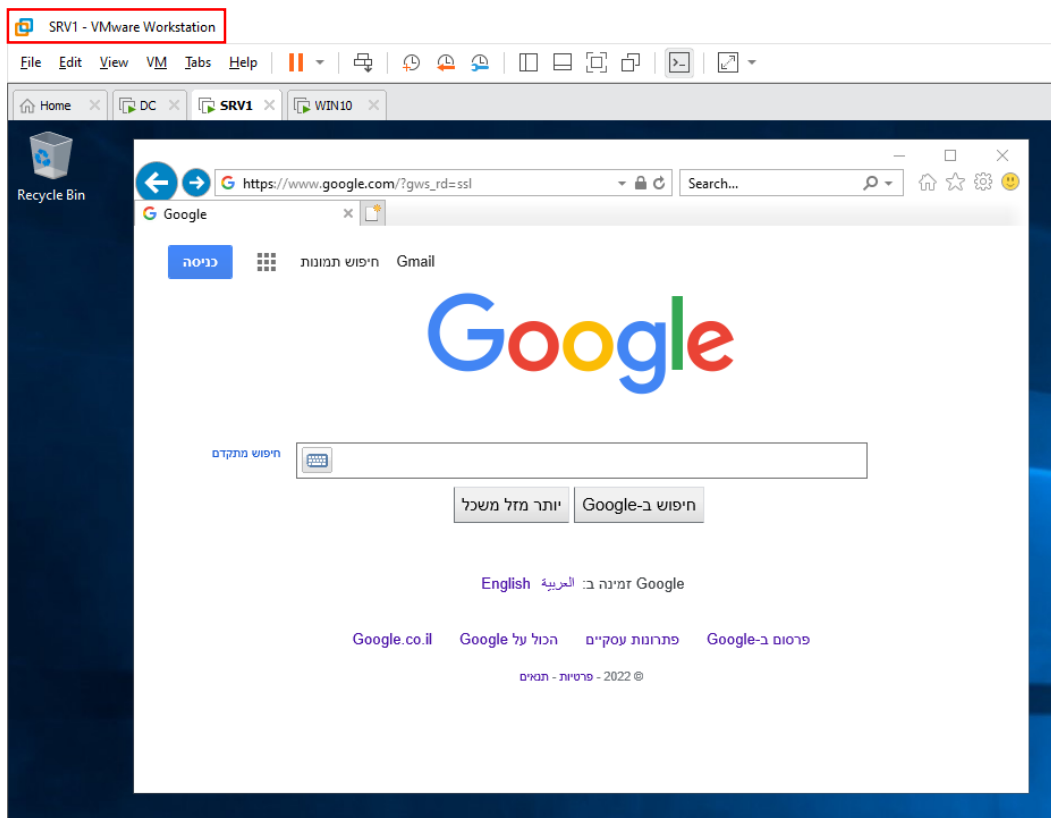 SRV1 - VMware Workstation
File Edit View VM Tabs Help
Home DC SRV1 WIN10
Recycle Bin
https://www.google.com/?gws_rd=ssl Search...
Google
כניסה חיפוש תמונות Gmail
Google
חיפוש מתקדם
חיפוש ב-Google יותר מזל משכל
Google זמינה ב: العربية English
פרסום ב-Google פתרונות עסקיים הכול על Google Google.co.il
© 2022 - פרטיות - תנאים